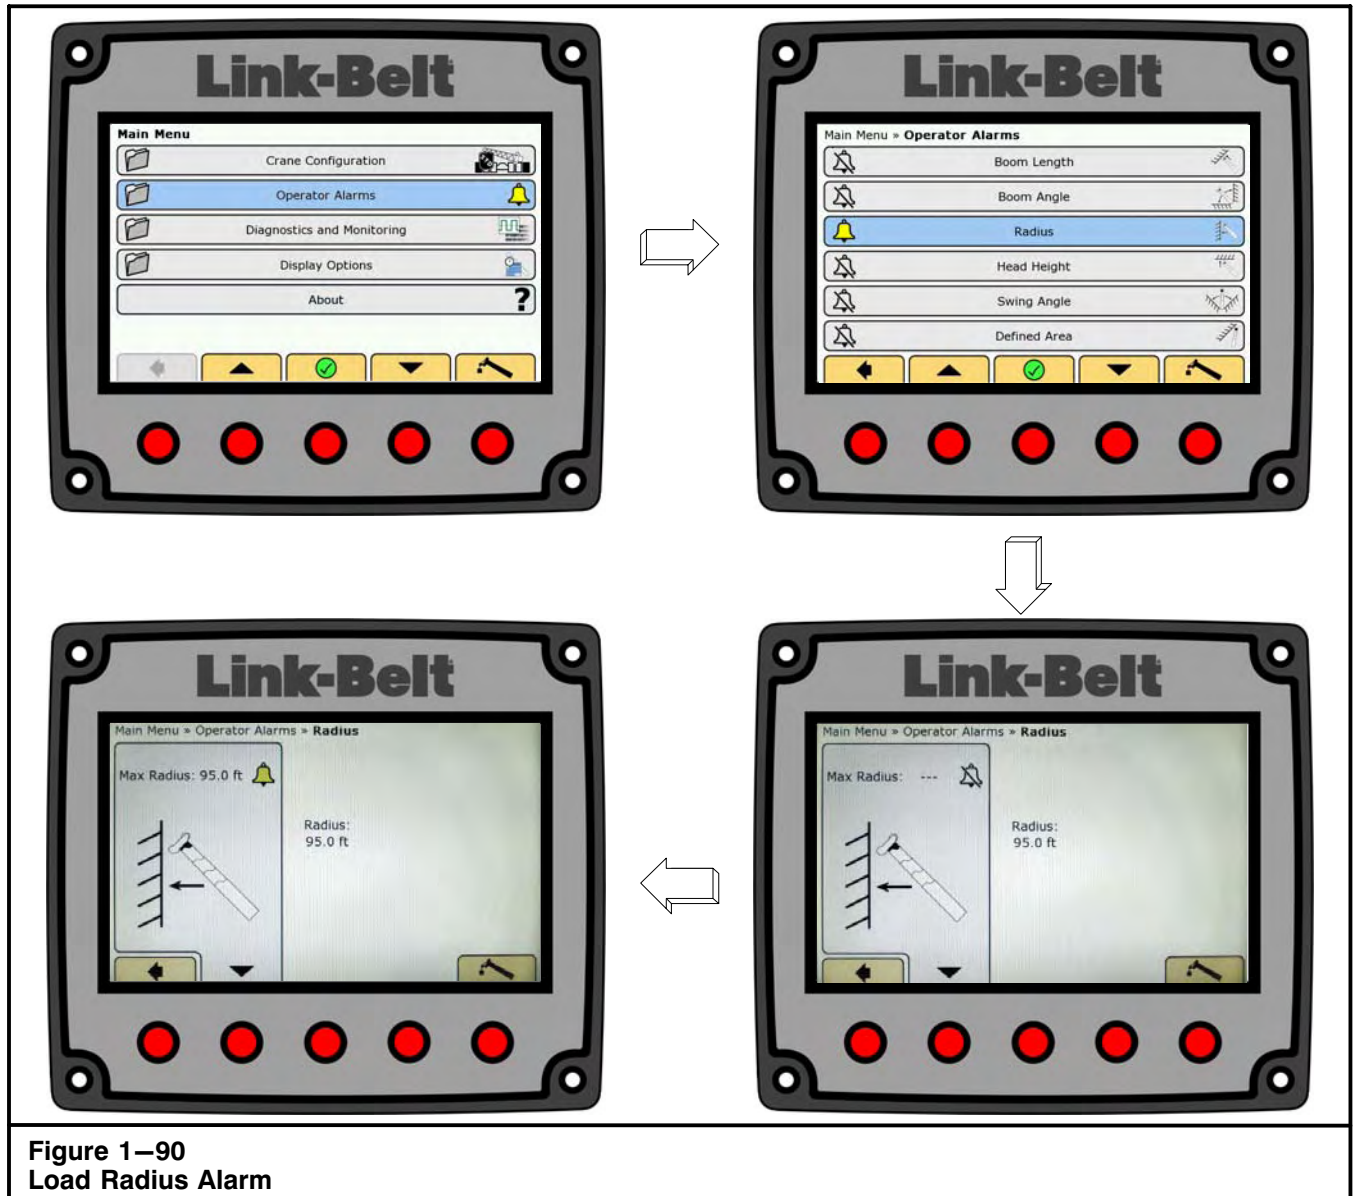 Link-Belt
Main Menu
Crane Configuration
Operator Alarms
Diagnostics and Monitoring
Display Options
About
?
Link-Belt
Main Menu » Operator Alarms
Boom Length
Boom Angle
Radius
Head Height
Swing Angle
Defined Area
Link-Belt
Main Menu » Operator Alarms » Radius
Max Radius: 95.0 ft
Radius:
95.0 ft
Link-Belt
Main Menu » Operator Alarms » Radius
Max Radius: ---
Radius:
95.0 ft
Figure 1–90
Load Radius Alarm